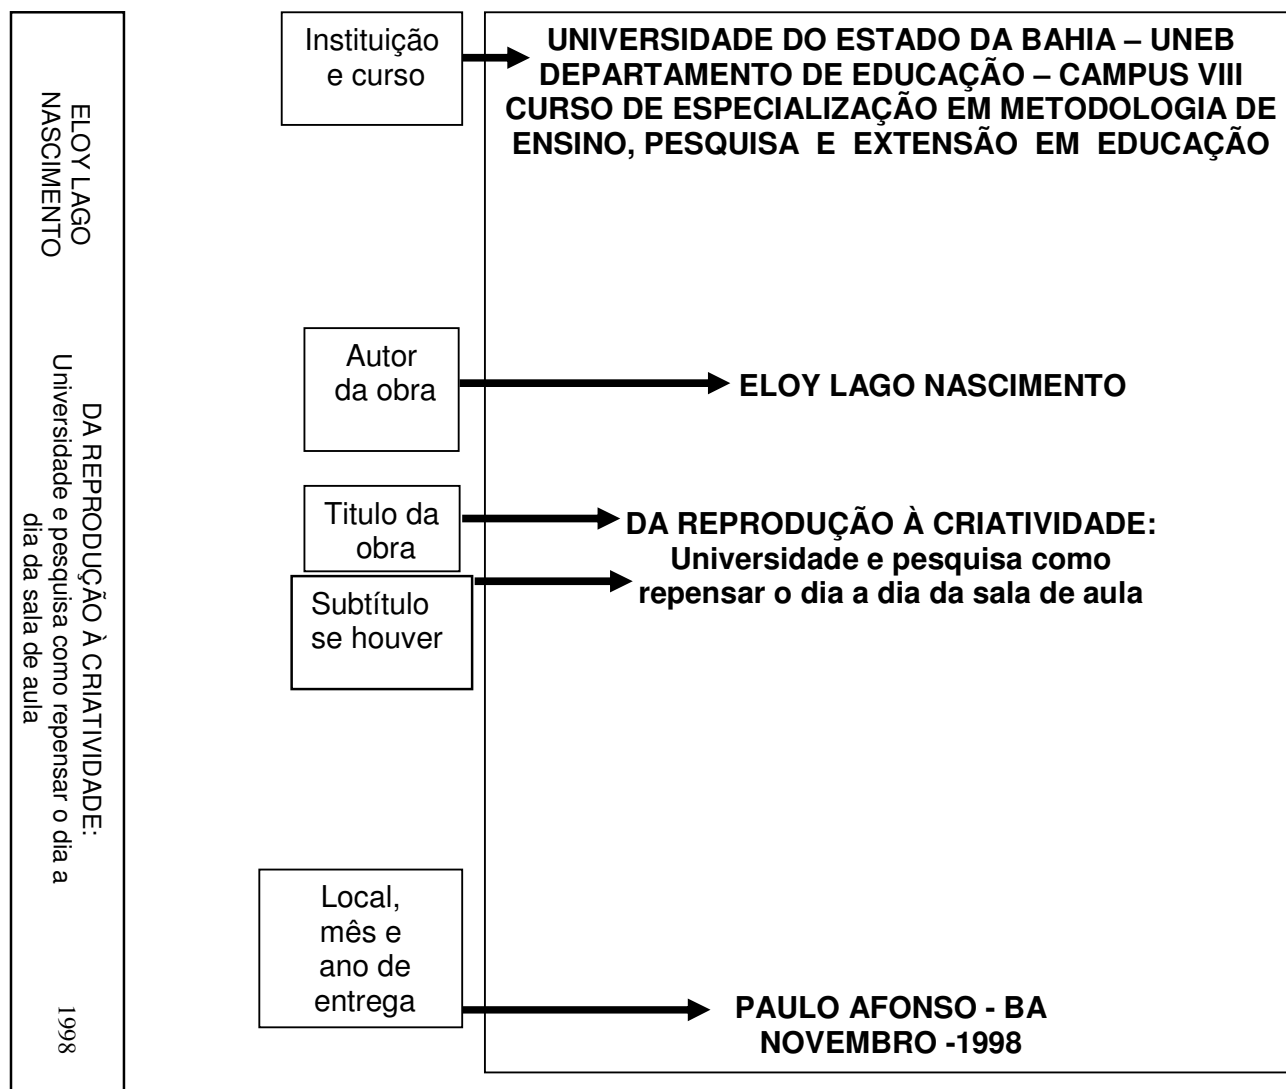 ELOY LAGO
NASCIMENTO
DA REPRODUÇÃO À CRIATIVIDADE:
Universidade e pesquisa como repensar o dia a
dia da sala de aula
1998
Instituição
e curso
UNIVERSIDADE DO ESTADO DA BAHIA – UNEB
DEPARTAMENTO DE EDUCAÇÃO – CAMPUS VIII
CURSO DE ESPECIALIZAÇÃO EM METODOLOGIA DE
ENSINO, PESQUISA E EXTENSÃO EM EDUCAÇÃO
Autor
da obra
ELOY LAGO NASCIMENTO
Titulo da
obra
Subtítulo
se houver
DA REPRODUÇÃO À CRIATIVIDADE:
Universidade e pesquisa como
repensar o dia a dia da sala de aula
Local,
mês e
ano de
entrega
PAULO AFONSO - BA
NOVEMBRO -1998